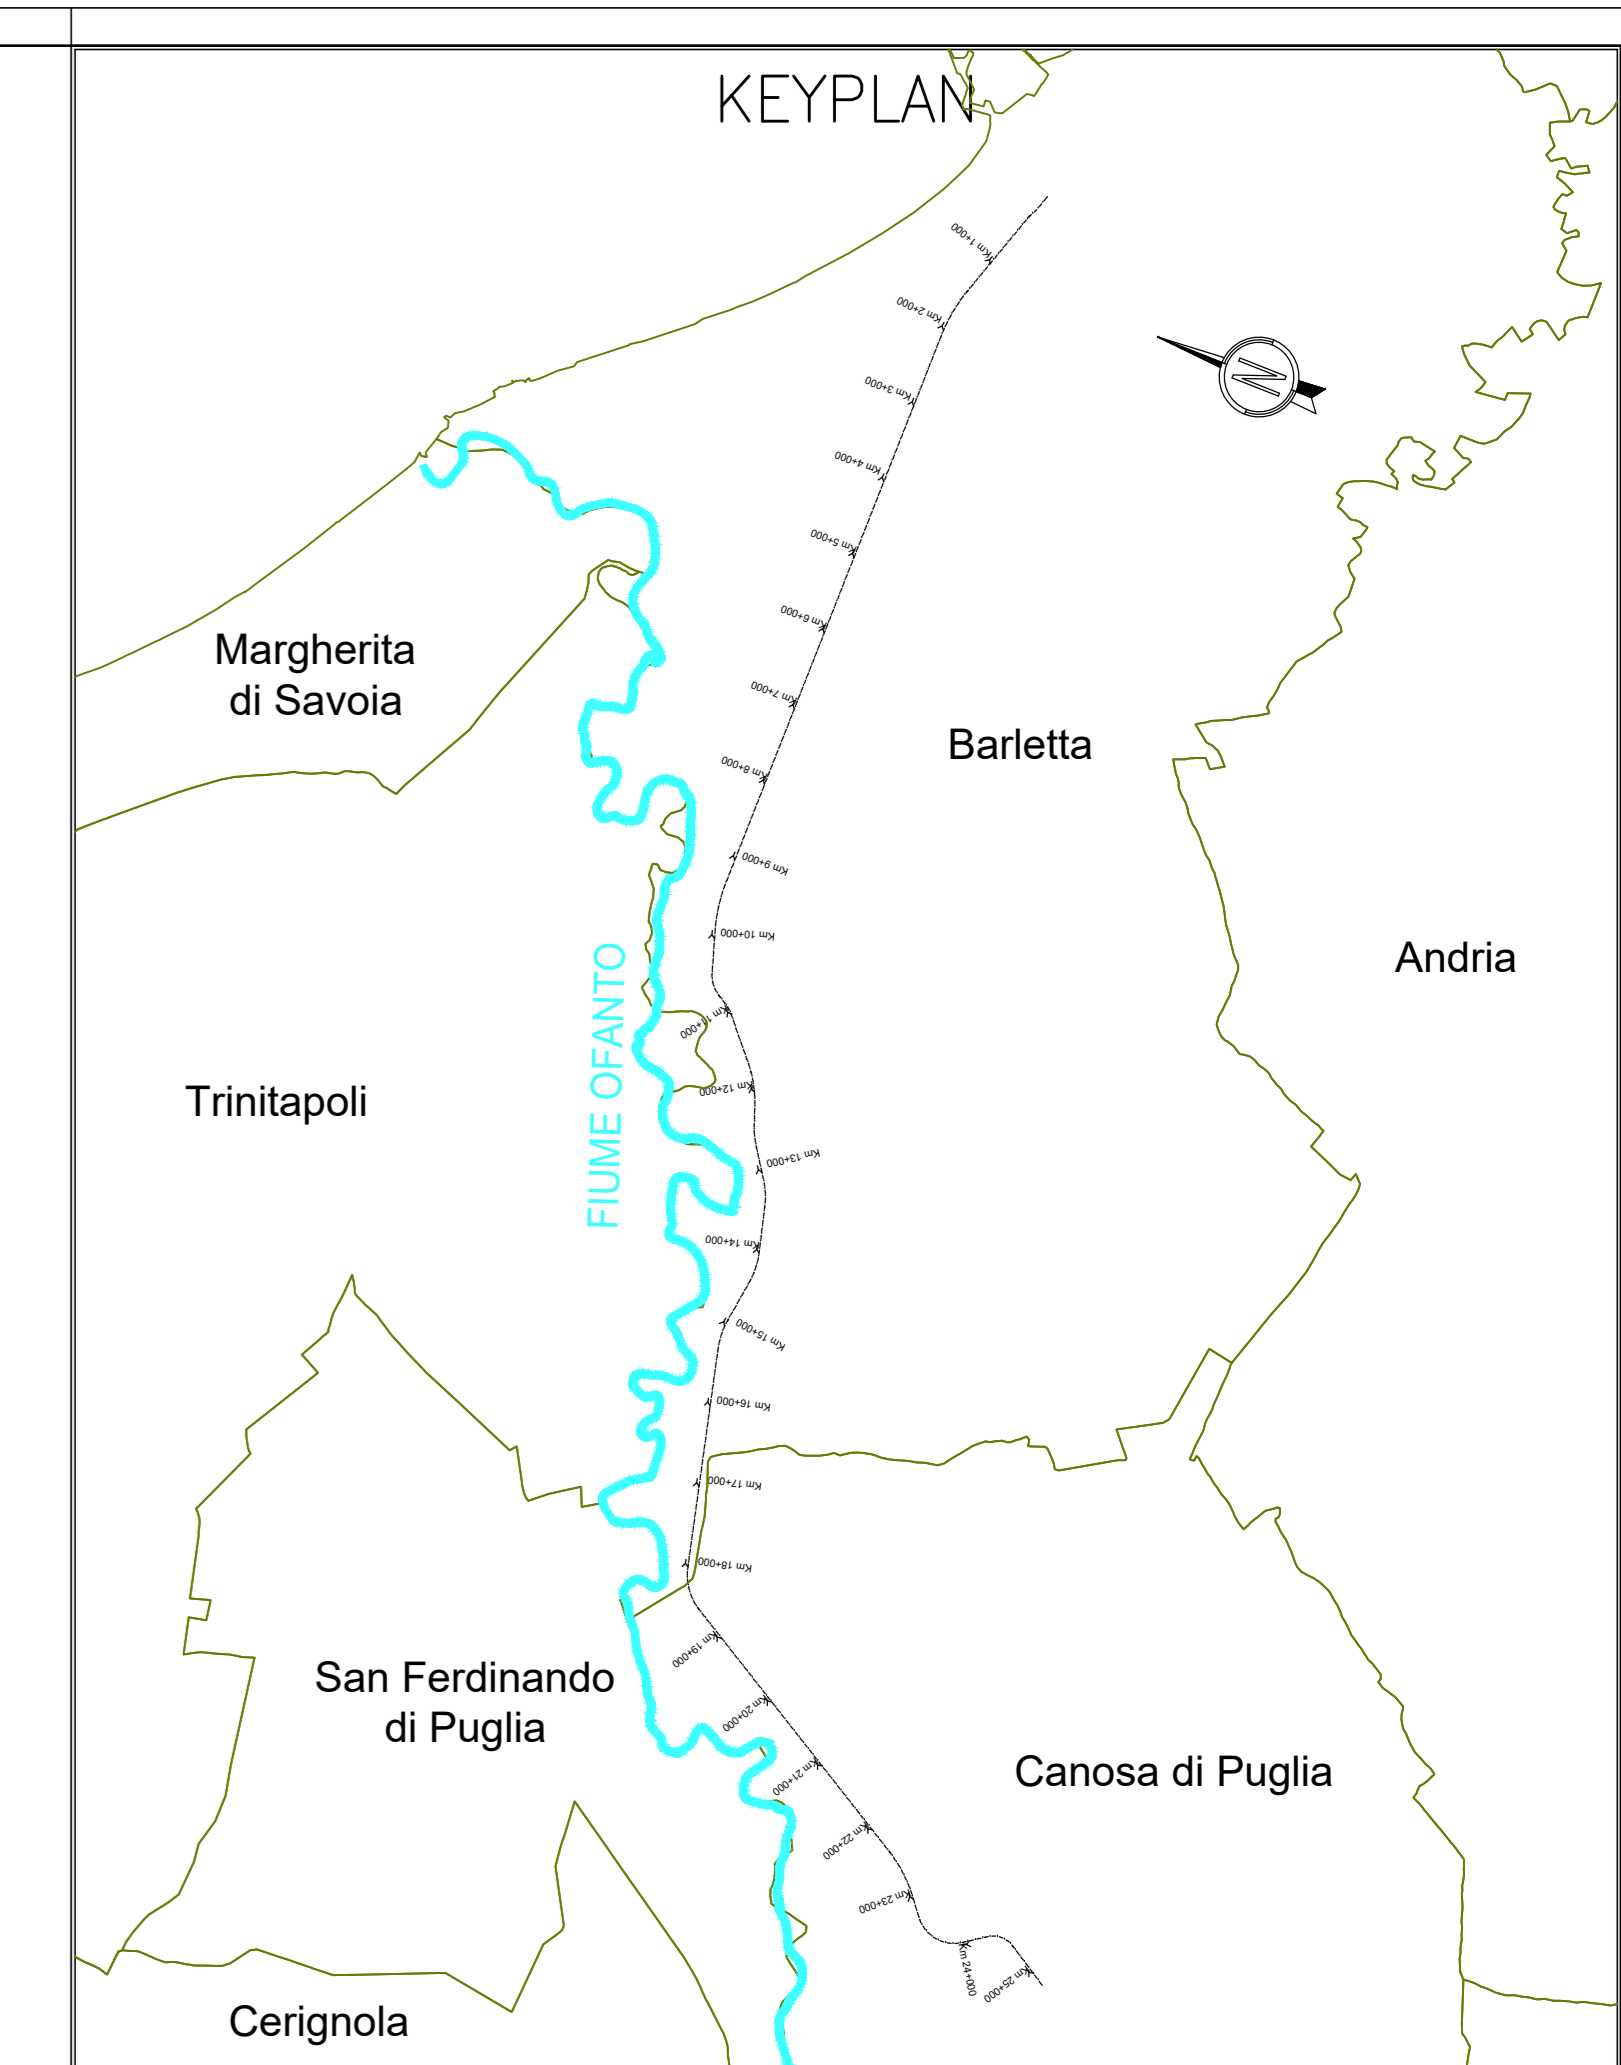 KEYPLAN
Km 1+000
Km 2+000
Km 3+000
N
Km 4+000
Km 5+000
Km 6+000
Margherita
di Savoia
Km 7+000
Barletta
Km 8+000
Km 9+000
Km 10+000
Andria
FIUME OFANTO
Km 11+000
Km 12+000
Trinitapoli
Km 13+000
Km 14+000
Km 15+000
Km 16+000
Km 17+000
Km 18+000
Km 19+000
San Ferdinando
di Puglia
Km 20+000
Km 21+000
Canosa di Puglia
Km 22+000
Km 23+000
Km 24+000
Km 25+000
Cerignola